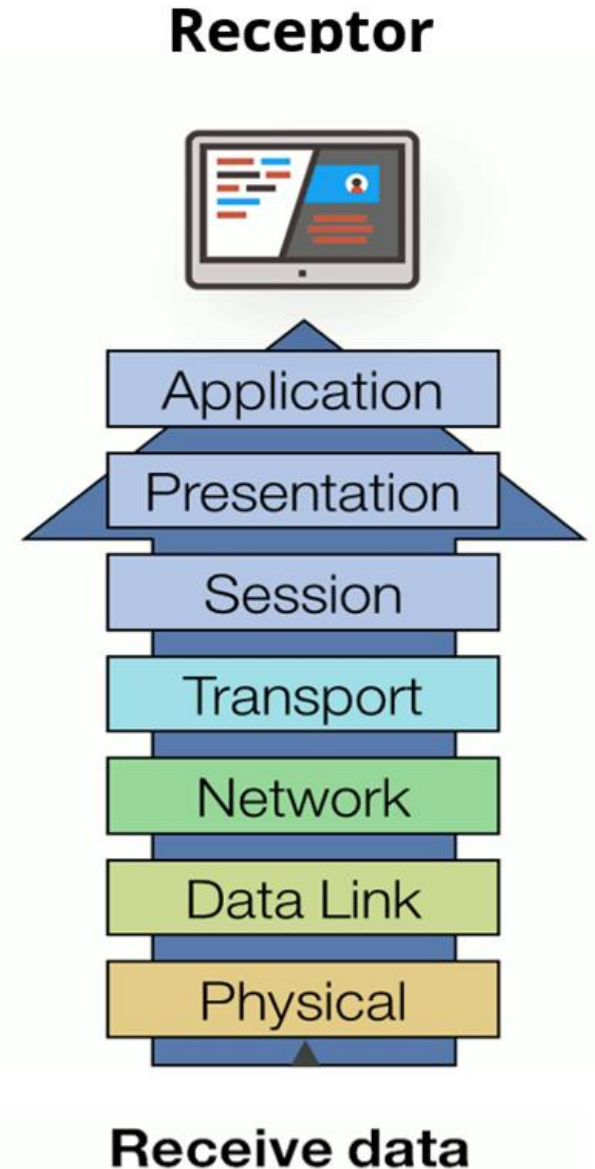 Receptor
Application
Presentation
Session
Transport
Network
Data Link
Physical
Receive data